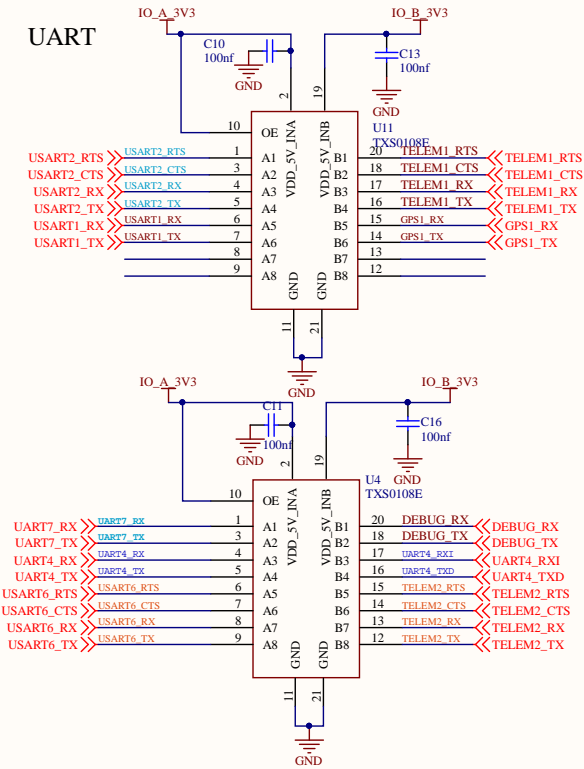 UART
IO_A_3V3 IO_B_3V3
C10
100nf
GND
C13
100nf
GND
2 19
U11
TXS0108E
10 OE VDD_5V_INA VDD_5V_INB
USART2_RTS USART2_RTS 1 A1 B1 20 TELEM1_RTS TELEM1_RTS
USART2_CTS USART2_CTS 3 A2 B2 18 TELEM1_CTS TELEM1_CTS
USART2_RX USART2_RX 4 A3 B3 17 TELEM1_RX TELEM1_RX
USART2_TX USART2_TX 5 A4 B4 16 TELEM1_TX TELEM1_TX
USART1_RX USART1_RX 6 A5 B5 15 GPS1_RX GPS1_RX
USART1_TX USART1_TX 7 A6 B6 14 GPS1_TX GPS1_TX
8 A7 B7 13
9 A8 B8 12
GND GND
11 21
GND
IO_A_3V3 IO_B_3V3
C11
100nf
GND
C16
100nf
GND
2 19
U4
TXS0108E
10 OE VDD_5V_INA VDD_5V_INB
UART7_RX UART7_RX 1 A1 B1 20 DEBUG_RX DEBUG_RX
UART7_TX UART7_TX 3 A2 B2 18 DEBUG_TX DEBUG_TX
UART4_RX UART4_RX 4 A3 B3 17 UART4_RXI UART4_RXI
UART4_TX UART4_TX 5 A4 B4 16 UART4_TXD UART4_TXD
USART6_RTS USART6_RTS 6 A5 B5 15 TELEM2_RTS TELEM2_RTS
USART6_CTS USART6_CTS 7 A6 B6 14 TELEM2_CTS TELEM2_CTS
USART6_RX USART6_RX 8 A7 B7 13 TELEM2_RX TELEM2_RX
USART6_TX USART6_TX 9 A8 B8 12 TELEM2_TX TELEM2_TX
GND GND
11 21
GND